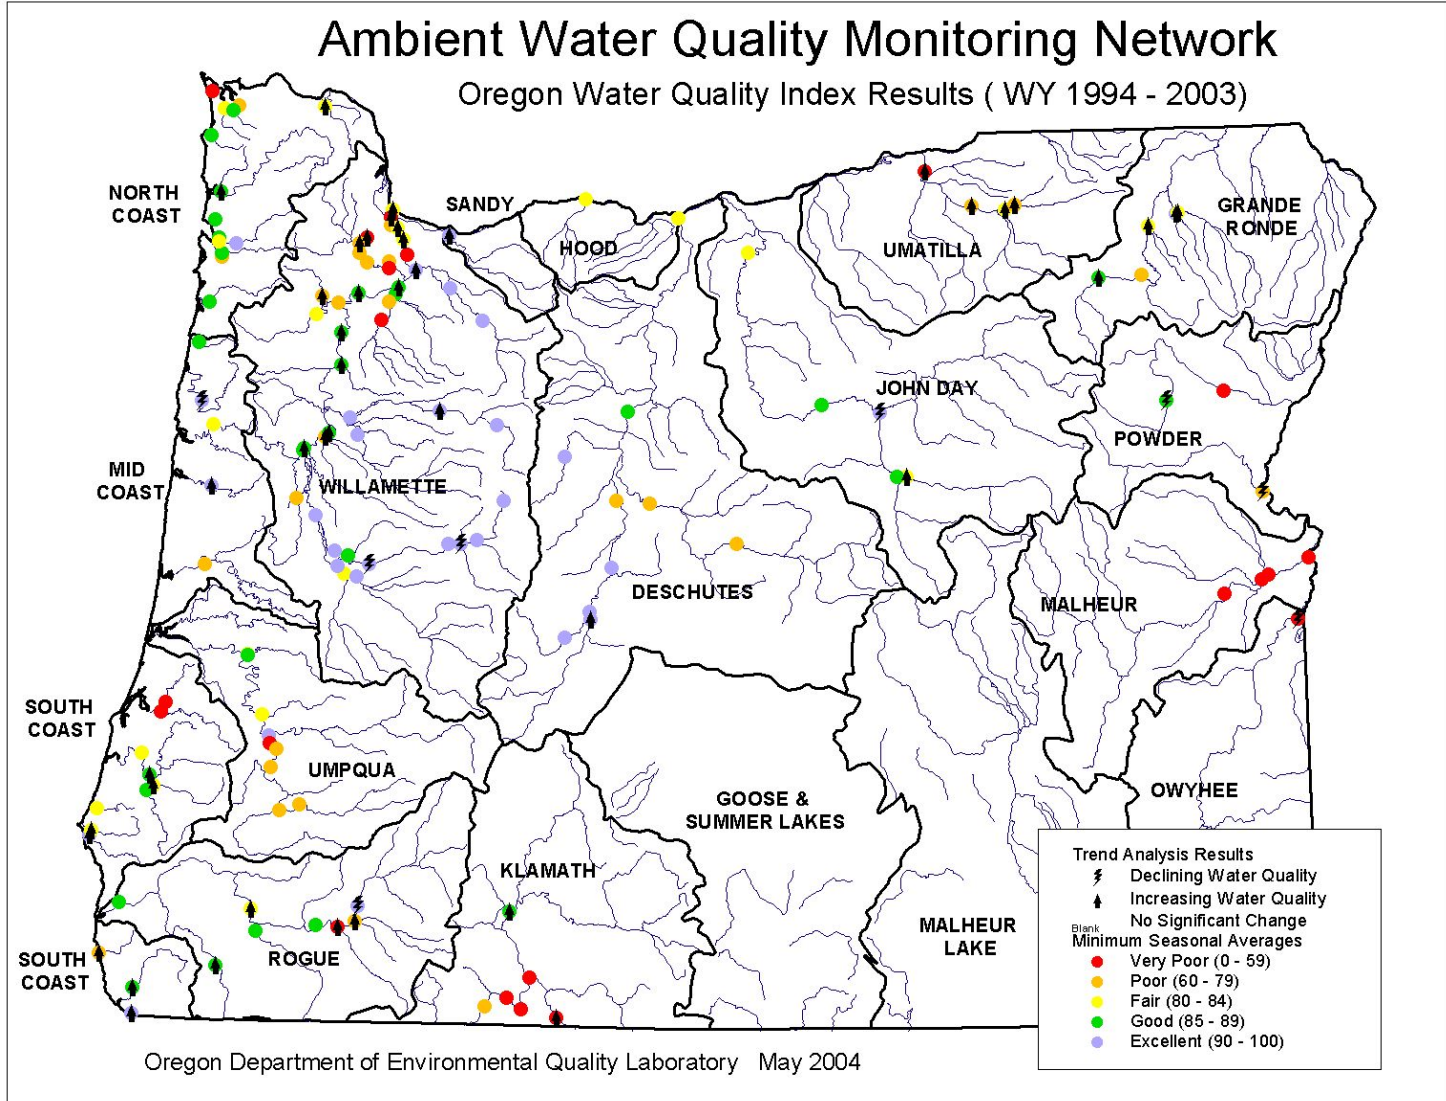 Ambient Water Quality Monitoring Network
Oregon Water Quality Index Results ( WY 1994 - 2003)
NORTH
COAST
SANDY
HOOD
UMATILLA
GRANDE
RONDE
JOHN DAY
POWDER
MID
COAST
WILLAMETTE
DESCHUTES
MALHEUR
SOUTH
COAST
UMPQUA
GOOSE &
SUMMER LAKES
OWYHEE
KLAMATH
MALHEUR
LAKE
ROGUE
SOUTH
COAST
Trend Analysis Results
Declining Water Quality
Increasing Water Quality
No Significant Change
Blank
Minimum Seasonal Averages
Very Poor (0 - 59)
Poor (60 - 79)
Fair (80 - 84)
Good (85 - 89)
Excellent (90 - 100)
Oregon Department of Environmental Quality Laboratory May 2004